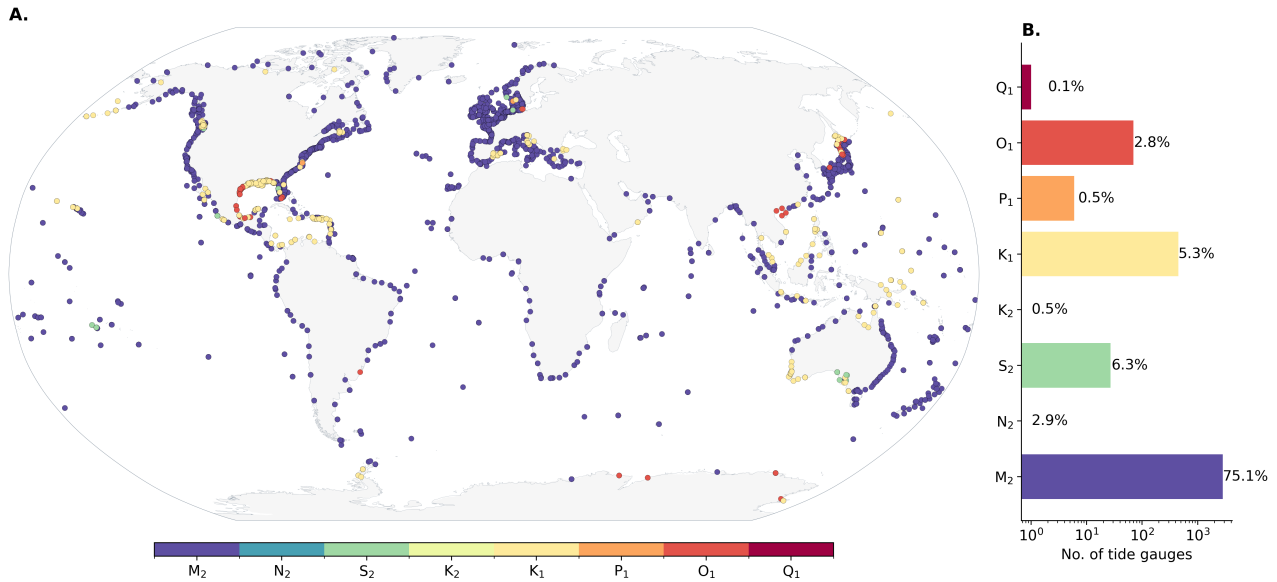 A.
B.
Q₁ 0.1%
O₁ 2.8%
P₁ 0.5%
K₁ 5.3%
K₂ 0.5%
S₂ 6.3%
N₂ 2.9%
M₂ 75.1%
10⁰ 10¹ 10² 10³
No. of tide gauges
M₂ N₂ S₂ K₂ K₁ P₁ O₁ Q₁